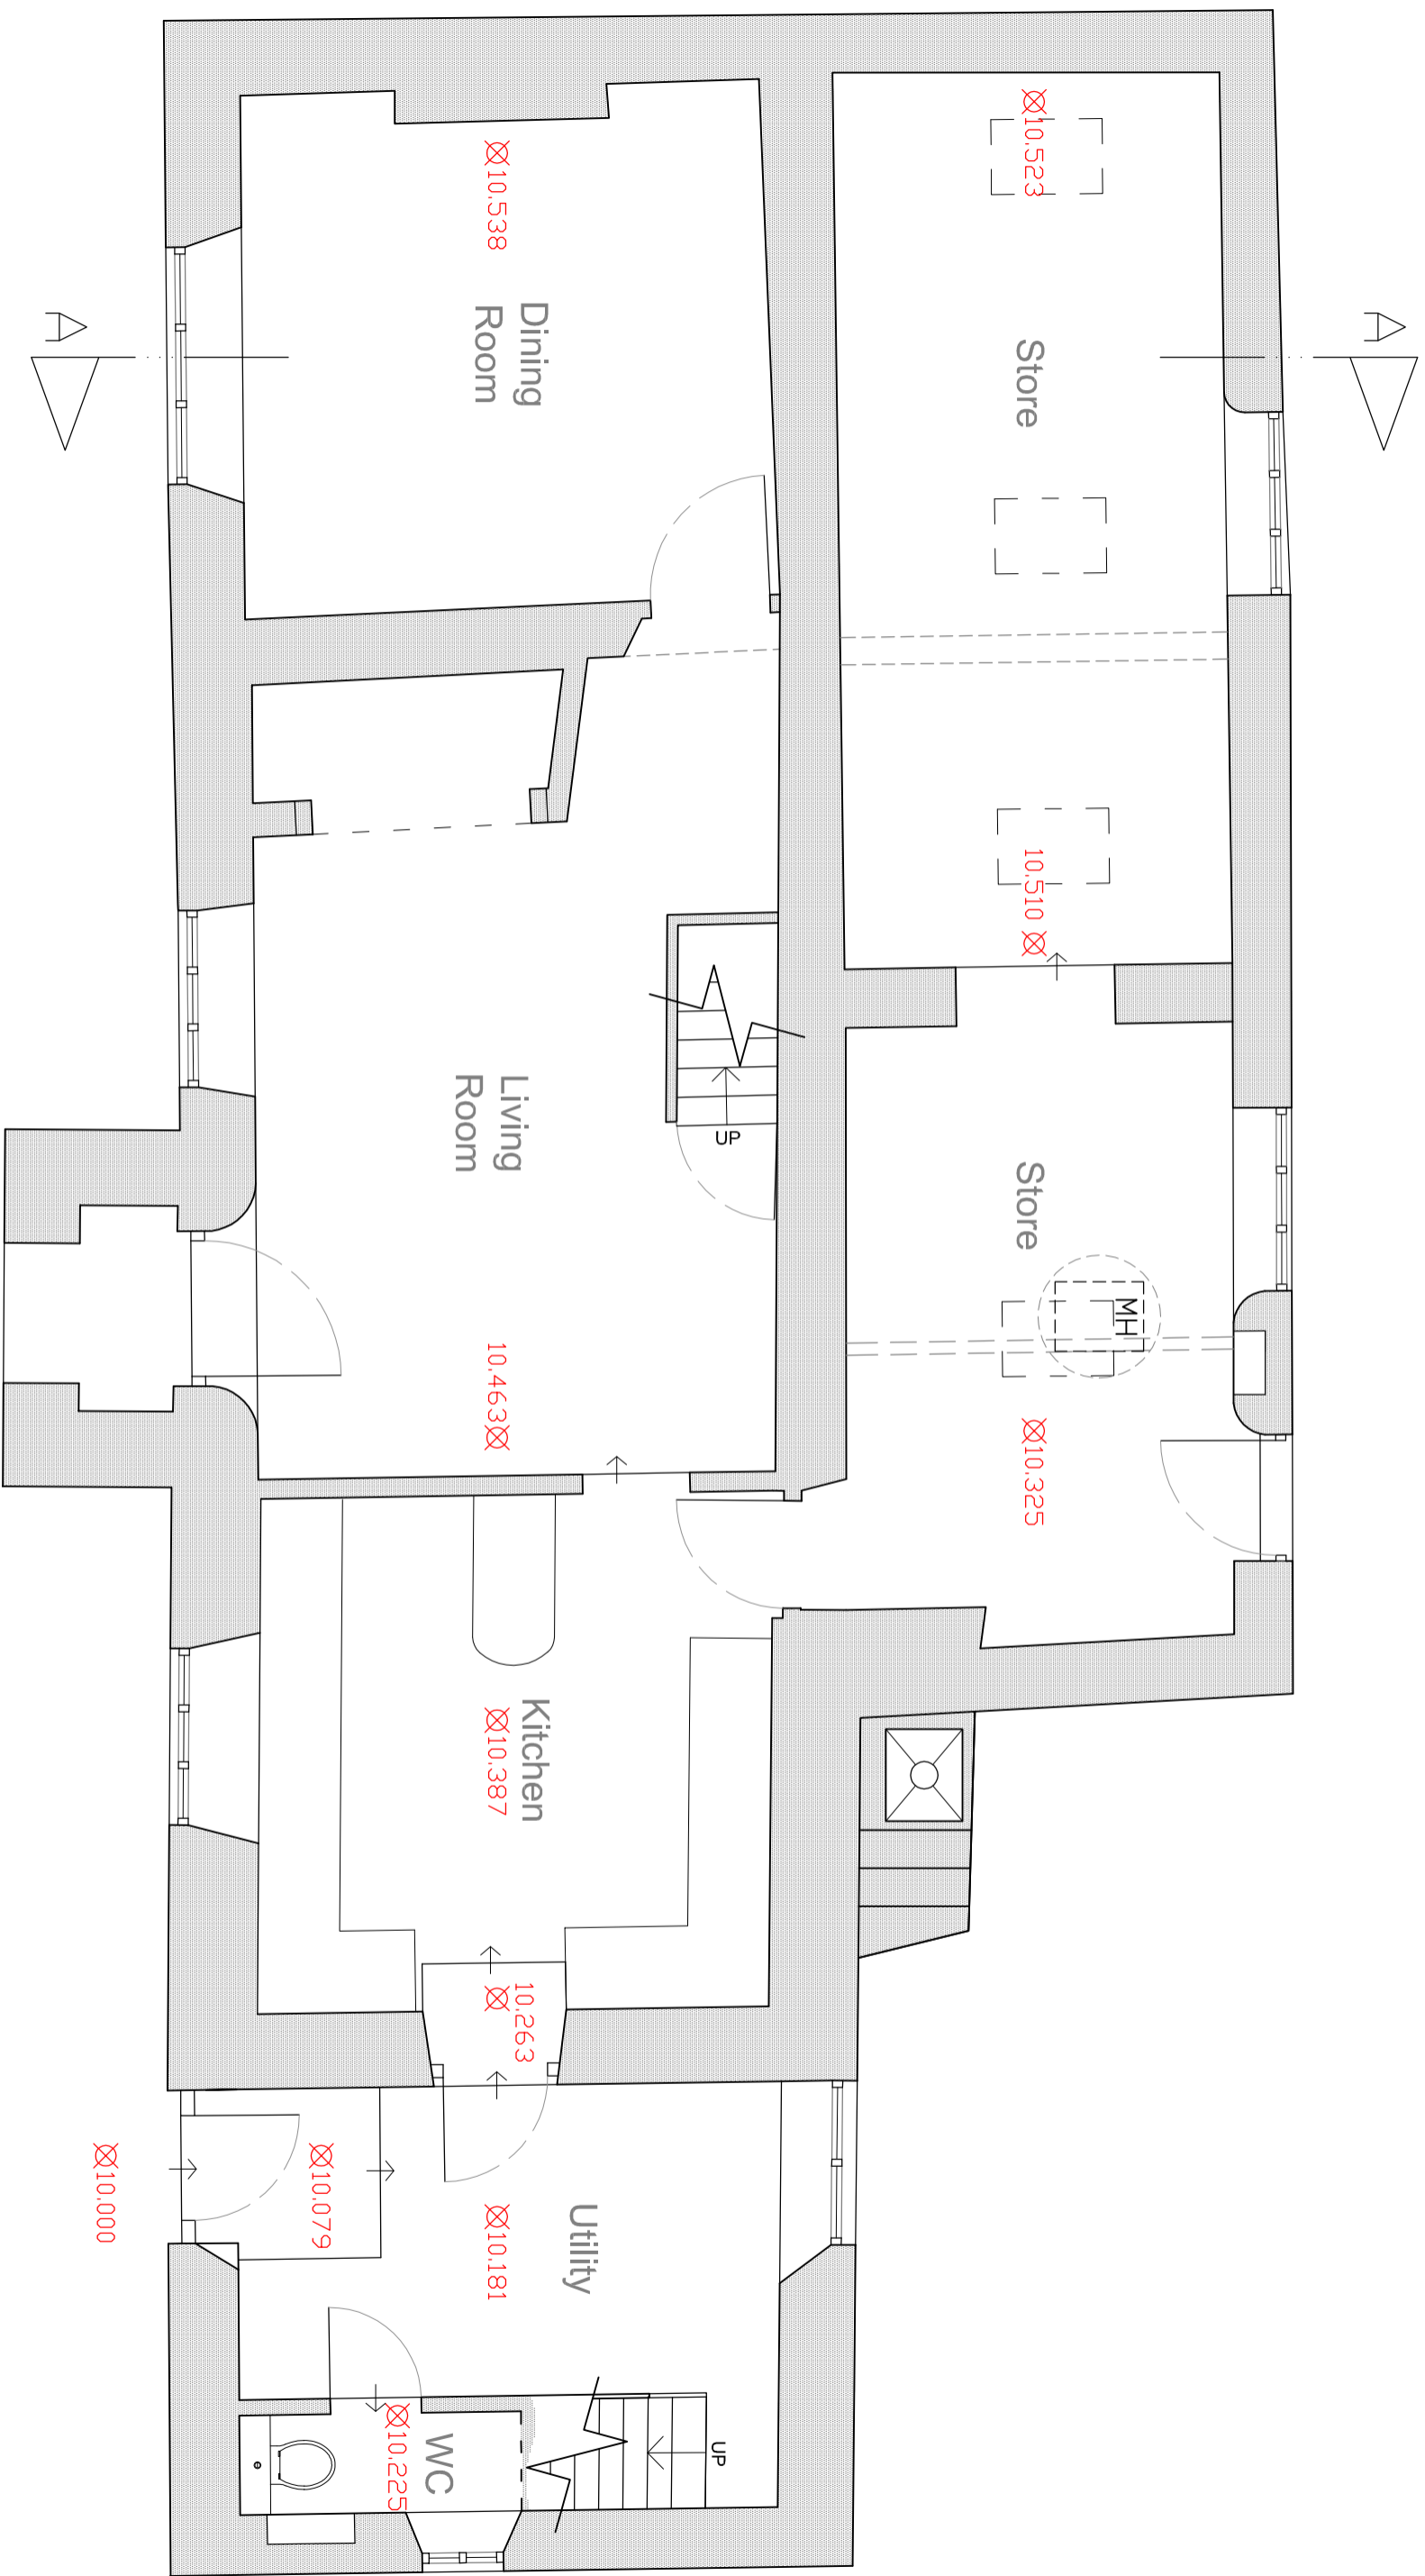 A
A
10.523
10.538
Dining
Room
Store
10.510
Living
Room
UP
Store
MH
10.463
10.325
Kitchen
10.387
10.263
10.000
10.079
Utility
10.181
WC
10.225
UP